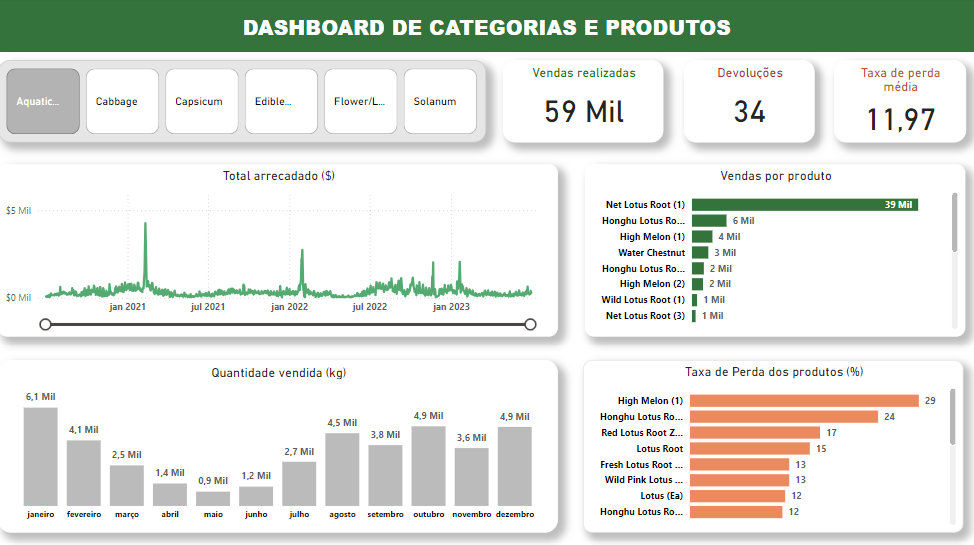 DASHBOARD DE CATEGORIAS E PRODUTOS
Aquatic...
Cabbage
Capsicum
Edible...
Flower/L...
Solanum
Vendas realizadas
59 Mil
Devoluções
34
Taxa de perda
média
11,97
Total arrecadado ($)
$5 Mil
$0 Mil
jan 2021
jul 2021
jan 2022
jul 2022
jan 2023
Vendas por produto
Net Lotus Root (1) 39 Mil
Honghu Lotus Ro... 6 Mil
High Melon (1) 4 Mil
Water Chestnut 3 Mil
Honghu Lotus Ro... 2 Mil
High Melon (2) 2 Mil
Wild Lotus Root (1) 1 Mil
Net Lotus Root (3) 1 Mil
Quantidade vendida (kg)
6,1 Mil
4,1 Mil
2,5 Mil
1,4 Mil
0,9 Mil
1,2 Mil
2,7 Mil
4,5 Mil
3,8 Mil
4,9 Mil
3,6 Mil
4,9 Mil
janeiro
fevereiro
março
abril
maio
junho
julho
agosto
setembro
outubro
novembro
dezembro
Taxa de Perda dos produtos (%)
High Melon (1) 29
Honghu Lotus Ro... 24
Red Lotus Root Z... 17
Lotus Root 15
Fresh Lotus Root ... 13
Wild Pink Lotus ... 13
Lotus (Ea) 12
Honghu Lotus Ro... 12